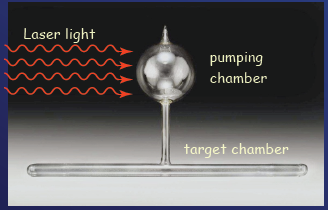 Laser light
pumping
chamber
target chamber